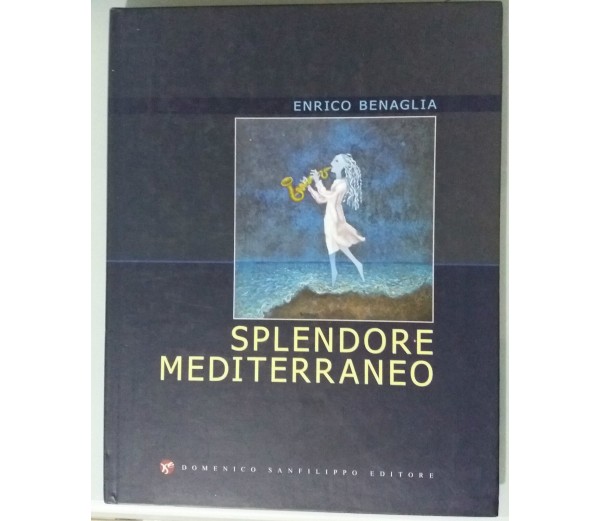 ENRICO BENAGLIA
SPLENDORE
MEDITERRANEO
DOMENICO SANFILIPPO EDITORE